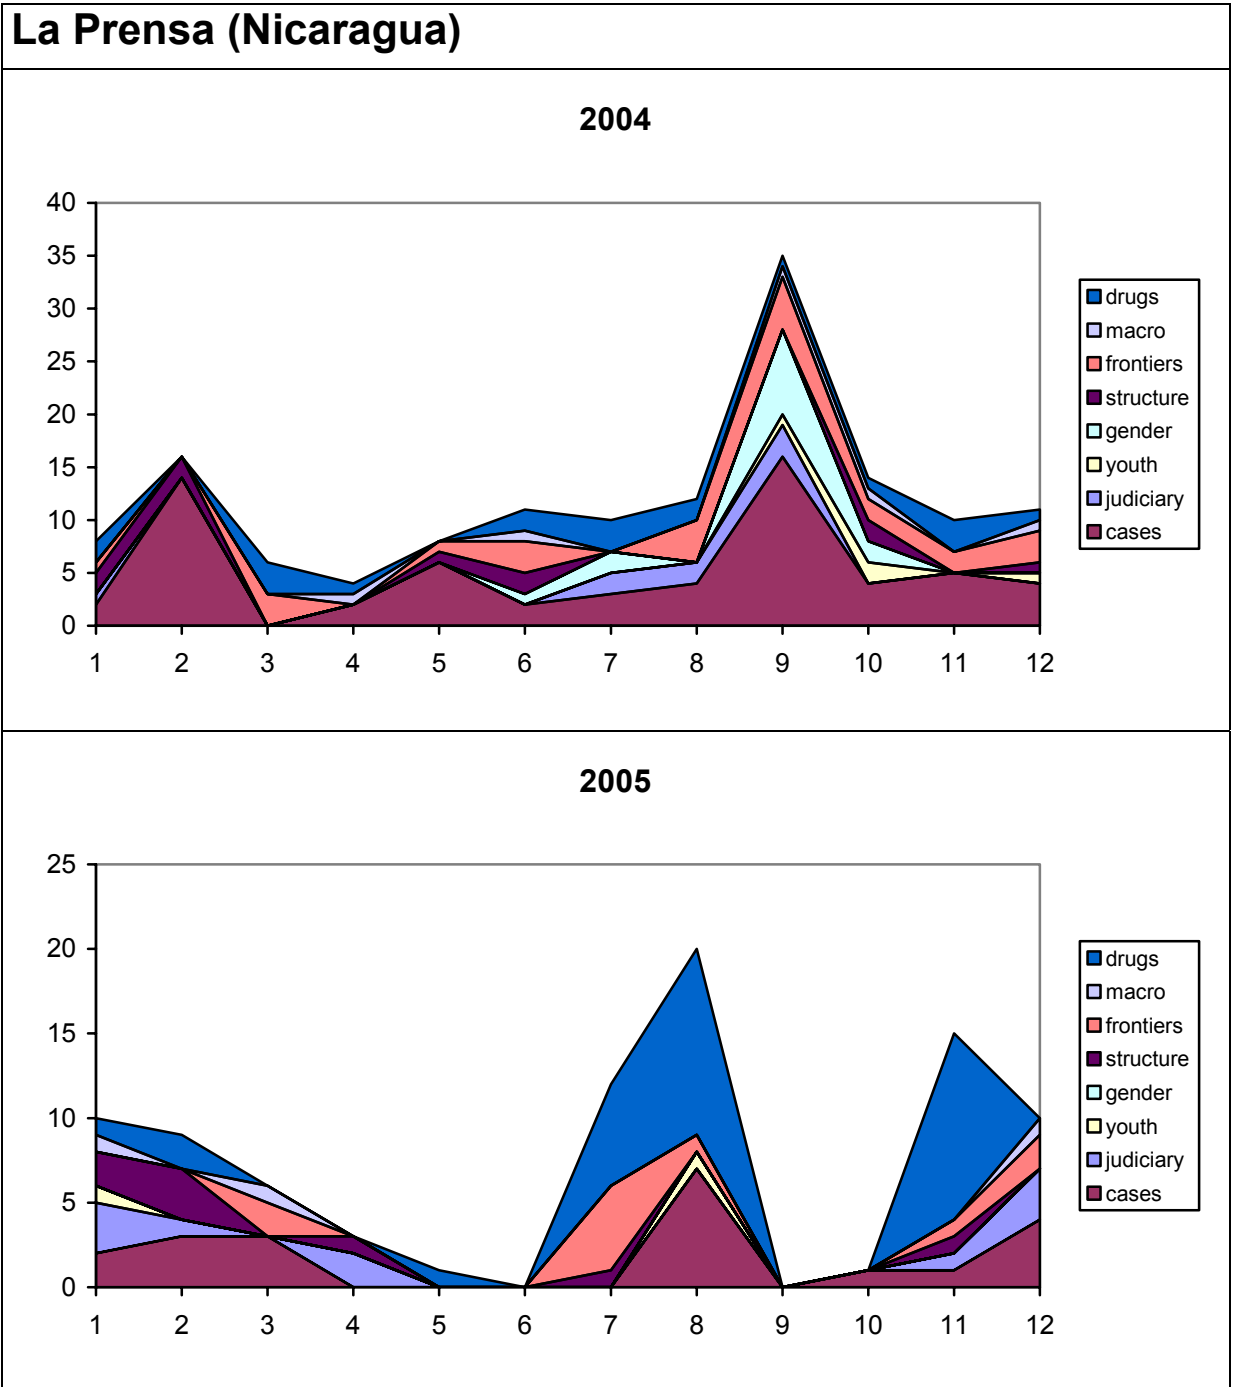 La Prensa (Nicaragua)
2004
40
35
30
25
20
15
10
5
0
1 2 3 4 5 6 7 8 9 10 11 12
drugs
macro
frontiers
structure
gender
youth
judiciary
cases
2005
25
20
15
10
5
0
1 2 3 4 5 6 7 8 9 10 11 12
drugs
macro
frontiers
structure
gender
youth
judiciary
cases